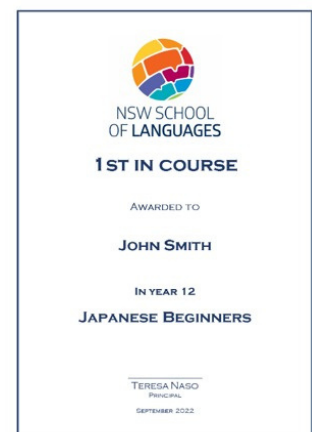 NSW SCHOOL
OF LANGUAGES
1ST IN COURSE
AWARDED TO
JOHN SMITH
IN YEAR 12
JAPANESE BEGINNERS
TERESA NASO
PRINCIPAL
SEPTEMBER 2022